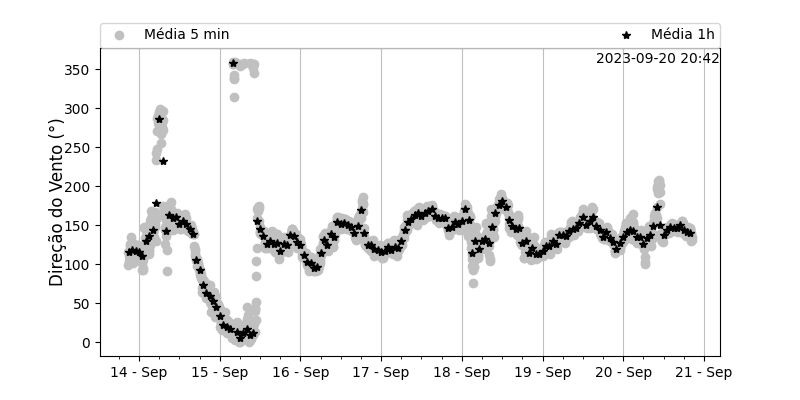 Média 5 min
Média 1h
2023-09-20 20:42
Direção do Vento (°)
350
300
250
200
150
100
50
0
14 - Sep
15 - Sep
16 - Sep
17 - Sep
18 - Sep
19 - Sep
20 - Sep
21 - Sep